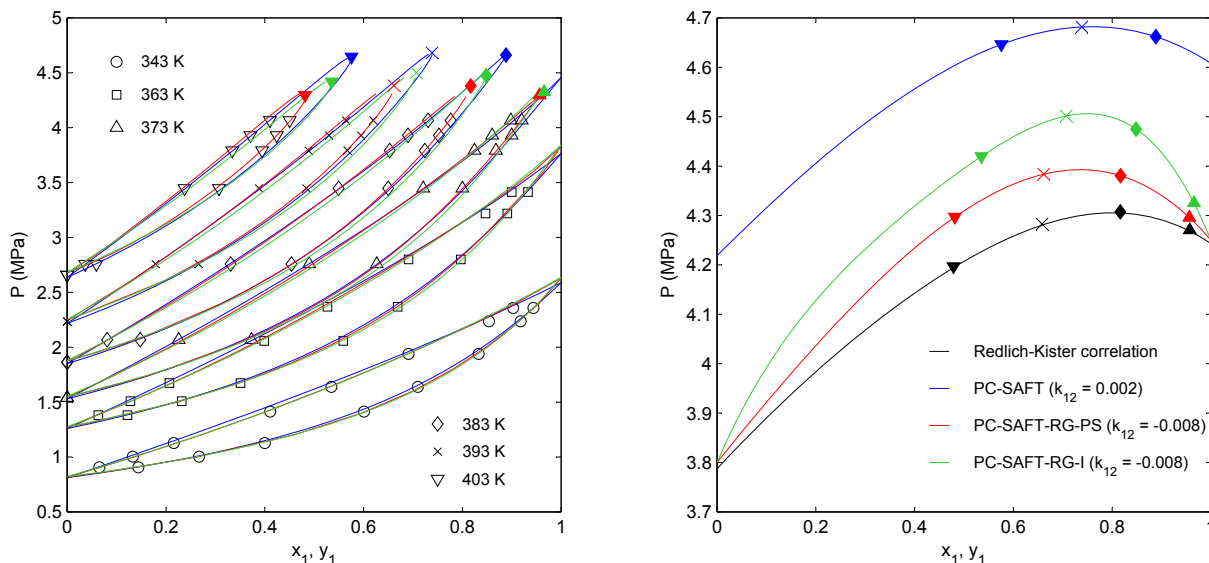 5
4.5
4
3.5
3
2.5
2
1.5
1
0.5
P (MPa)
343 K
363 K
373 K
383 K
393 K
403 K
0 0.2 0.4 0.6 0.8 1
x₁, y₁
4.7
4.6
4.5
4.4
4.3
4.2
4.1
4
3.9
3.8
3.7
P (MPa)
Redlich-Kister correlation
PC-SAFT (k₁₂ = 0.002)
PC-SAFT-RG-PS (k₁₂ = -0.008)
PC-SAFT-RG-I (k₁₂ = -0.008)
0 0.2 0.4 0.6 0.8 1
x₁, y₁